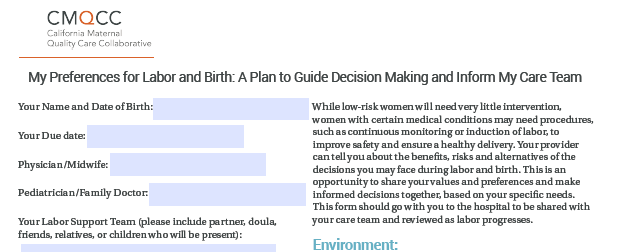 CMQCC
California Maternal
Quality Care Collaborative
My Preferences for Labor and Birth: A Plan to Guide Decision Making and Inform My Care Team
Your Name and Date of Birth:
Your Due date:
Physician/Midwife:
Pediatrician/Family Doctor:
Your Labor Support Team (please include partner, doula,
friends, relatives, or children who will be present):
While low-risk women will need very little intervention,
women with certain medical conditions may need procedures,
such as continuous monitoring or induction of labor, to
improve safety and ensure a healthy delivery. Your provider
can tell you about the benefits, risks and alternatives of the
decisions you may face during labor and birth. This is an
opportunity to share your values and preferences and make
informed decisions together, based on your specific needs.
This form should go with you to the hospital to be shared with
your care team and reviewed as labor progresses.
Environment: